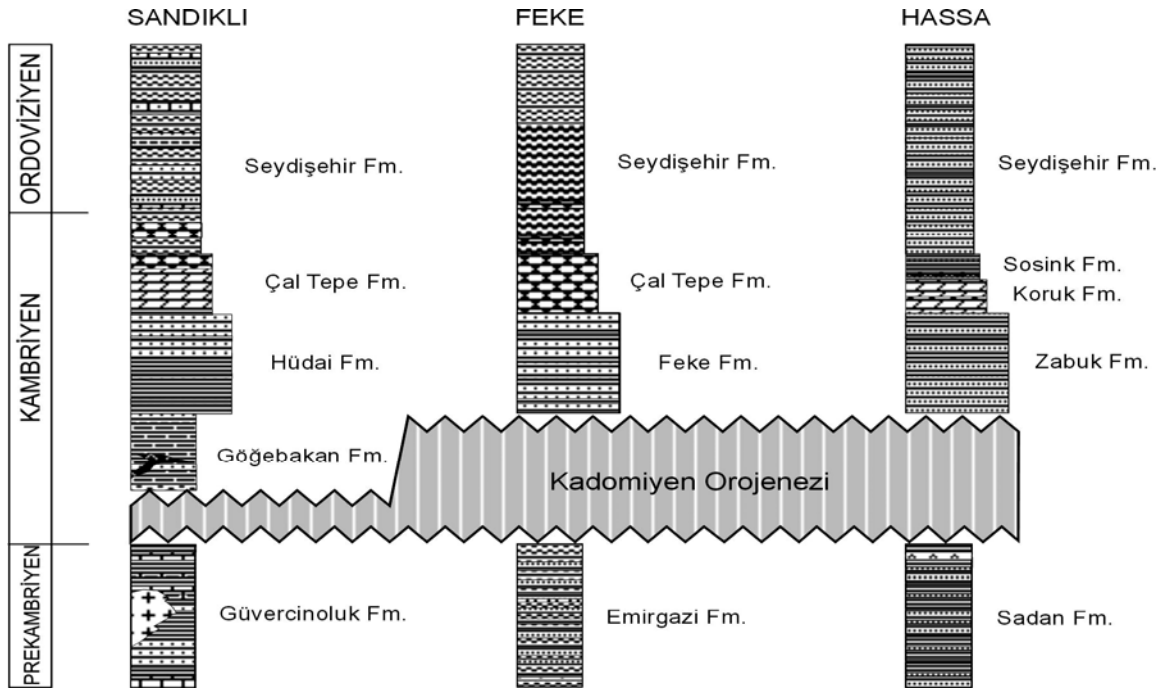 SANDIKLI
FEKE
HASSA
ORDOVİZİYEN
Seydişehir Fm.
Seydişehir Fm.
Seydişehir Fm.
KAMBRİYEN
Çal Tepe Fm.
Çal Tepe Fm.
Sosink Fm.
Koruk Fm.
Hüdai Fm.
Feke Fm.
Zabuk Fm.
Göğebakan Fm.
Kadomiyen Orojenezi
PREKAMBRİYEN
Güvercinoluk Fm.
Emirgazi Fm.
Sadan Fm.